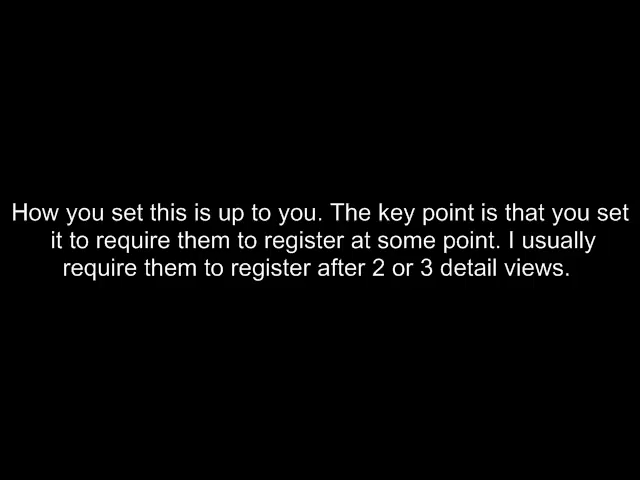 How you set this is up to you. The key point is that you set
it to require them to register at some point. I usually
require them to register after 2 or 3 detail views.